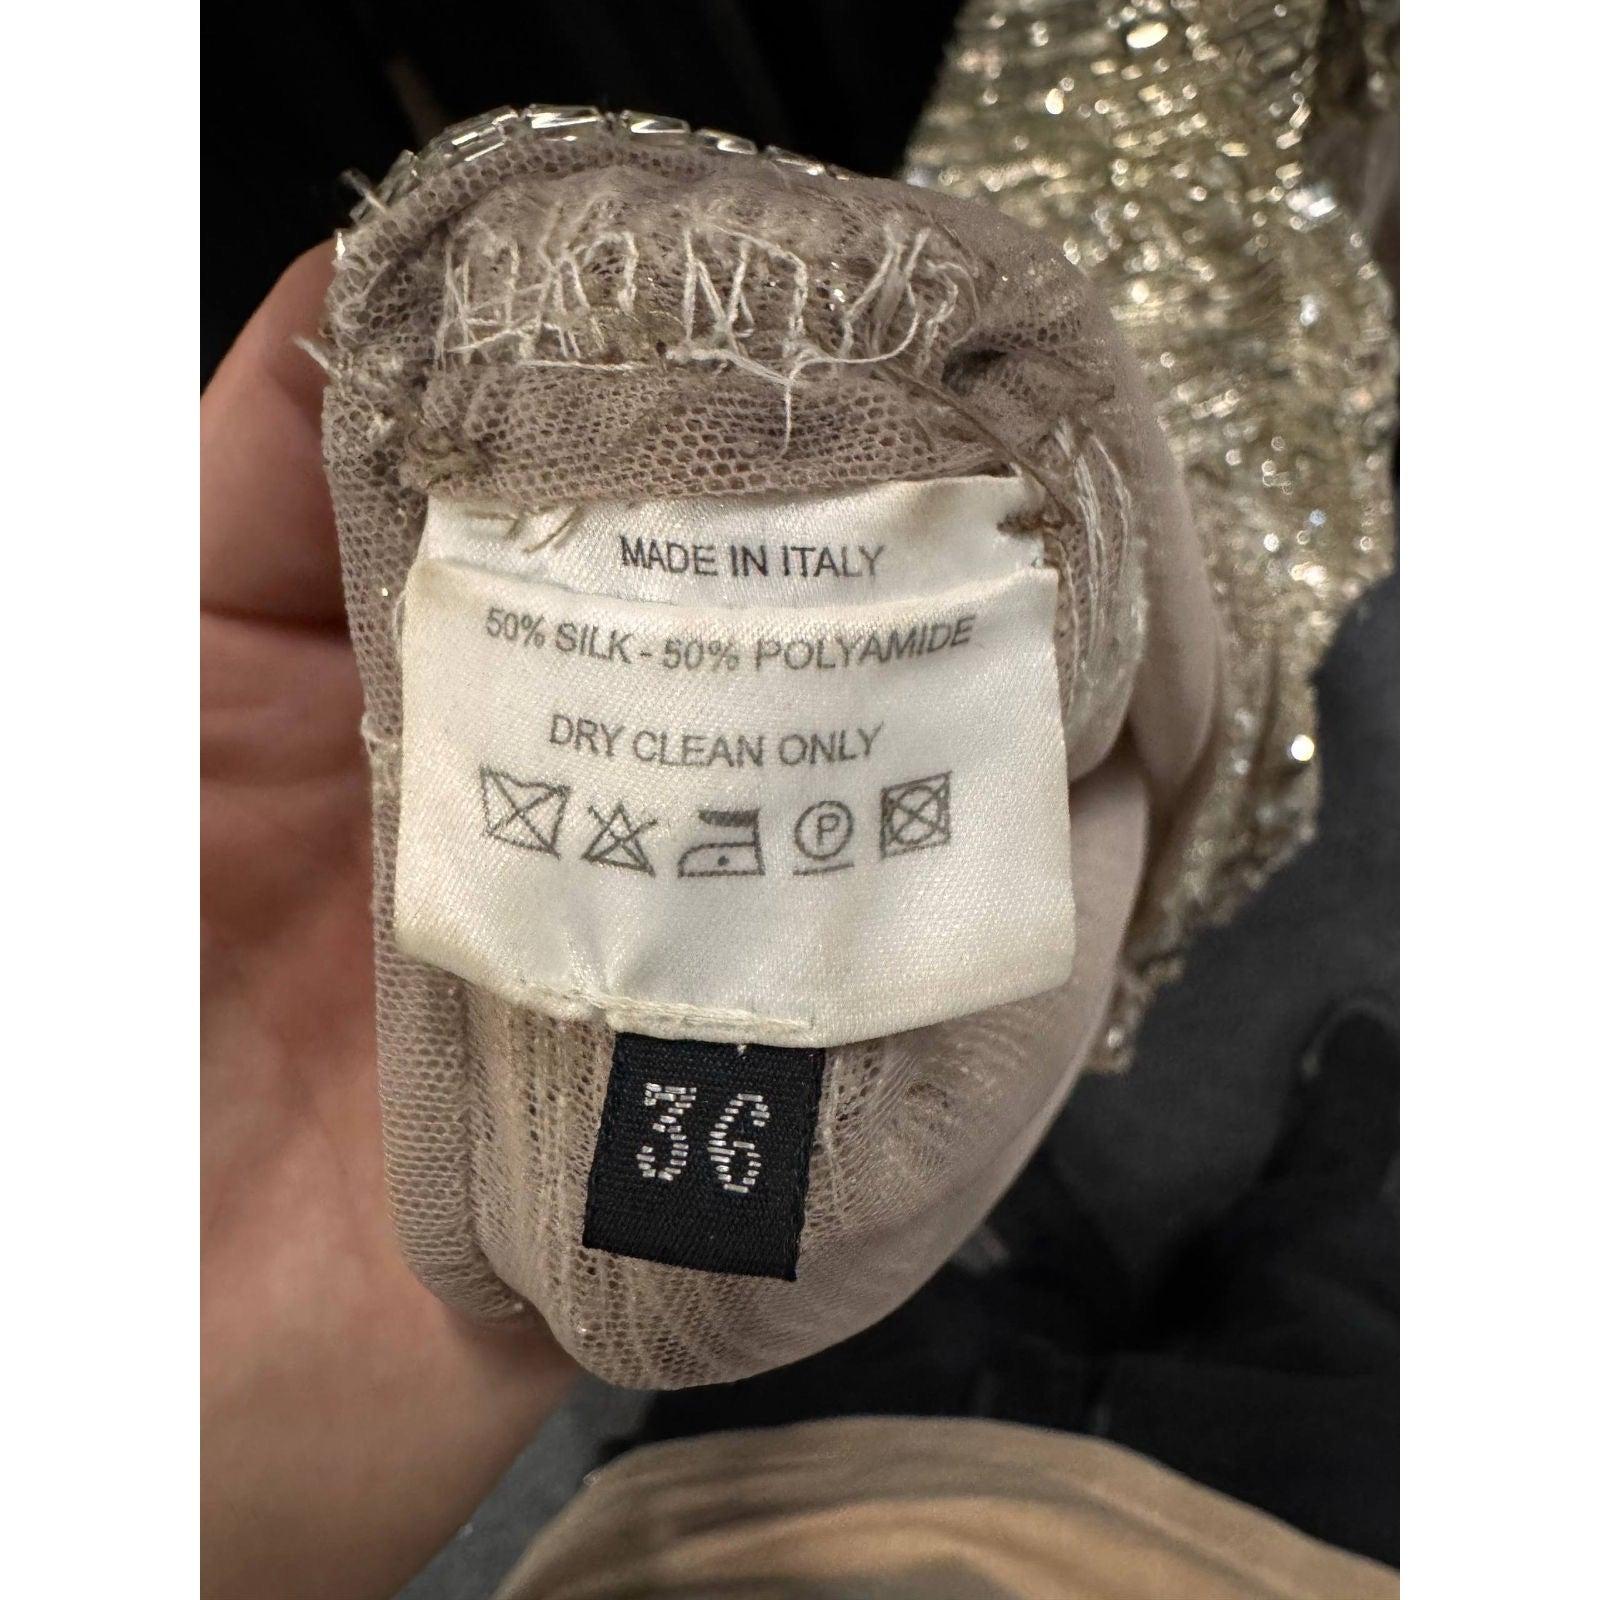 MADE IN ITALY
50% SILK - 50% POLYAMIDE
DRY CLEAN ONLY
P
36